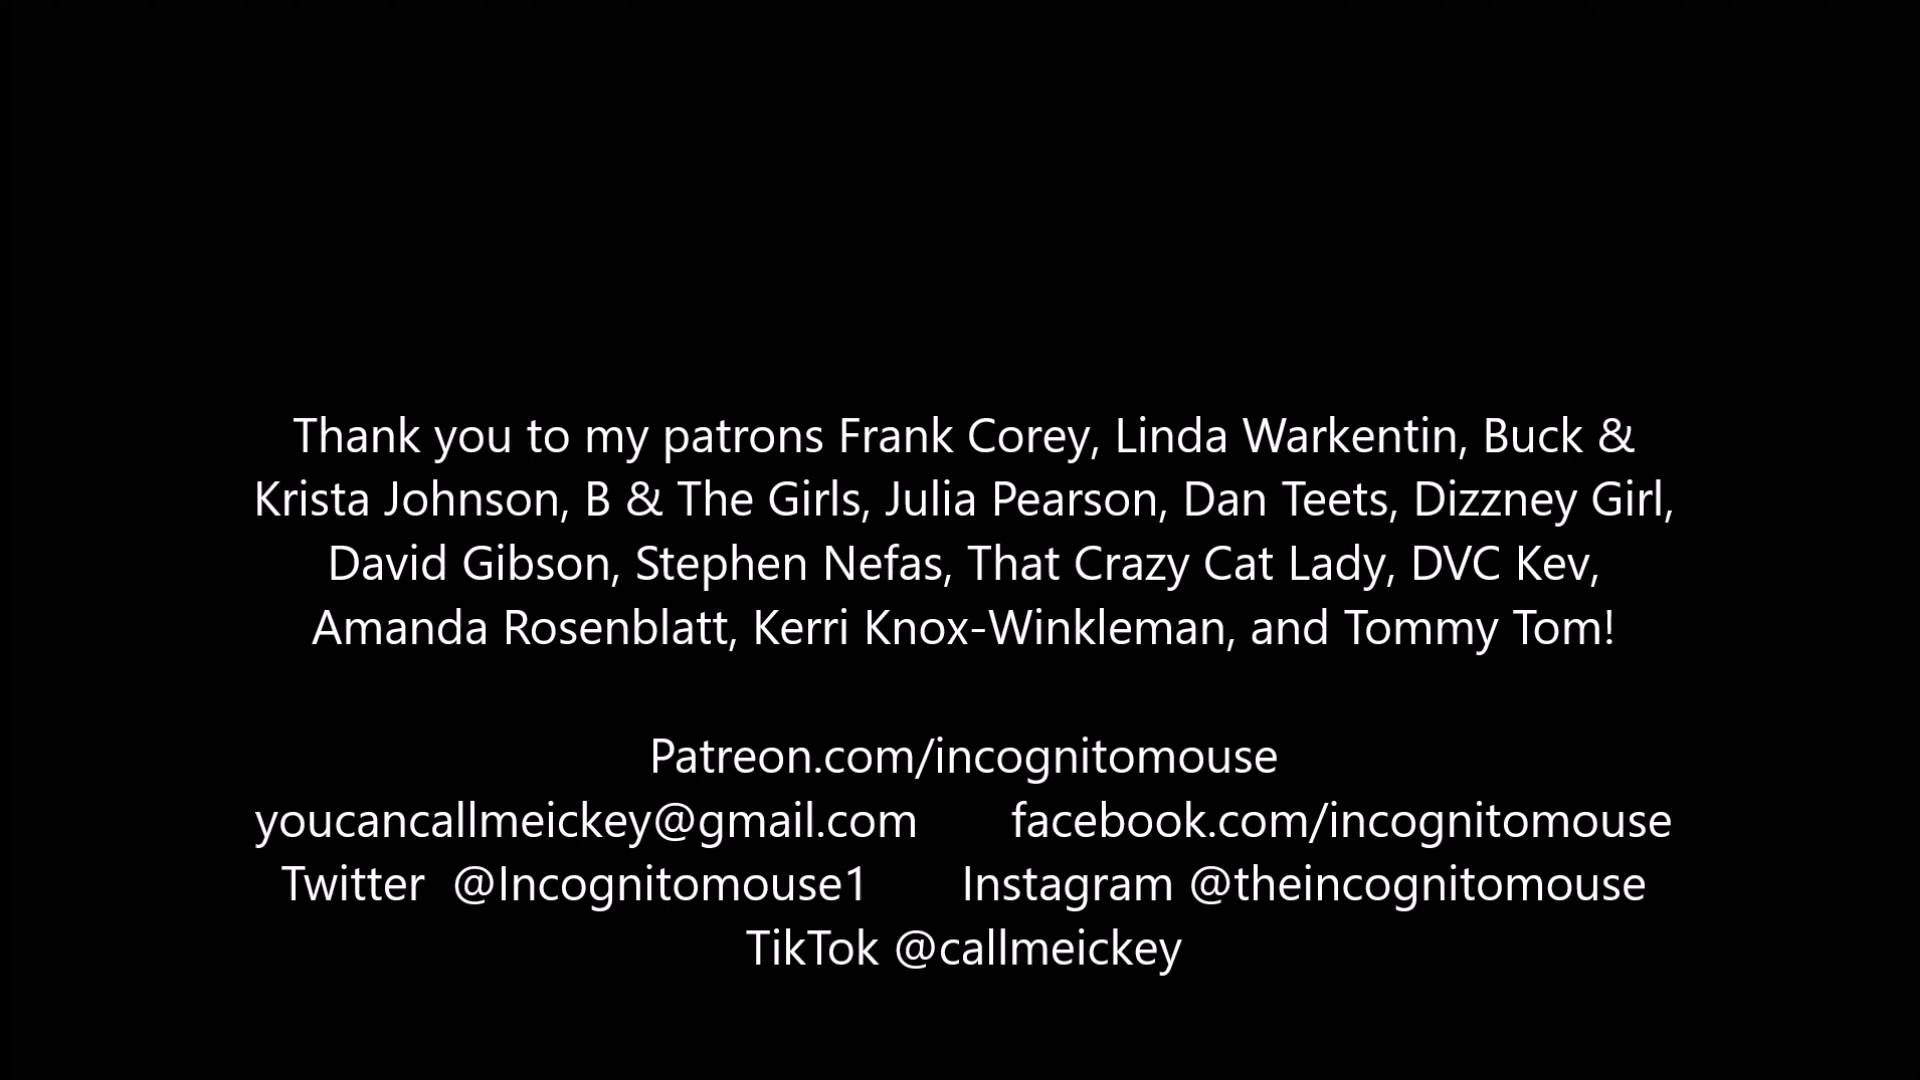 Thank you to my patrons Frank Corey, Linda Warkentin, Buck &
Krista Johnson, B & The Girls, Julia Pearson, Dan Teets, Dizzney Girl,
David Gibson, Stephen Nefas, That Crazy Cat Lady, DVC Kev,
Amanda Rosenblatt, Kerri Knox-Winkleman, and Tommy Tom!
Patreon.com/incognitomouse
youcancallmeickey@gmail.com facebook.com/incognitomouse
Twitter @Incognitomouse1 Instagram @theincognitomouse
TikTok @callmeickey